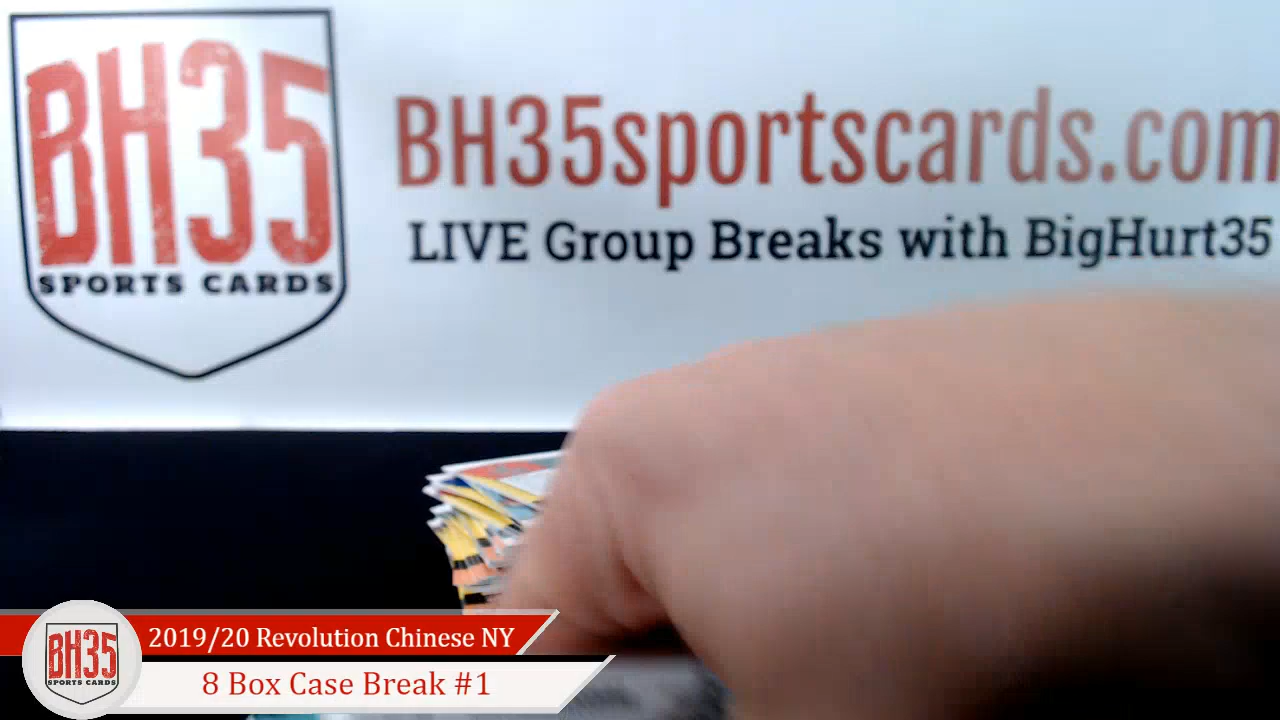 BH35
SPORTS CARDS
BH35sportscards.com
LIVE Group Breaks with BigHurt35
BH35
SPORTS CARDS
2019/20 Revolution Chinese NY
8 Box Case Break #1